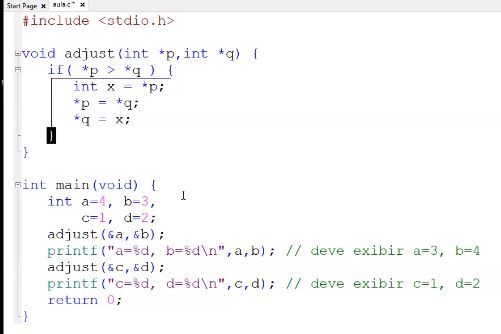 Start Page × aula.c * ×
#include <stdio.h>
void adjust(int *p,int *q) {
if( *p > *q ) {
int x = *p;
*p = *q;
*q = x;
}
}
int main(void) {
int a=4, b=3,
c=1, d=2;
adjust(&a,&b);
printf("a=%d, b=%d\n",a,b); // deve exibir a=3, b=4
adjust(&c,&d);
printf("c=%d, d=%d\n",c,d); // deve exibir c=1, d=2
return 0;
}